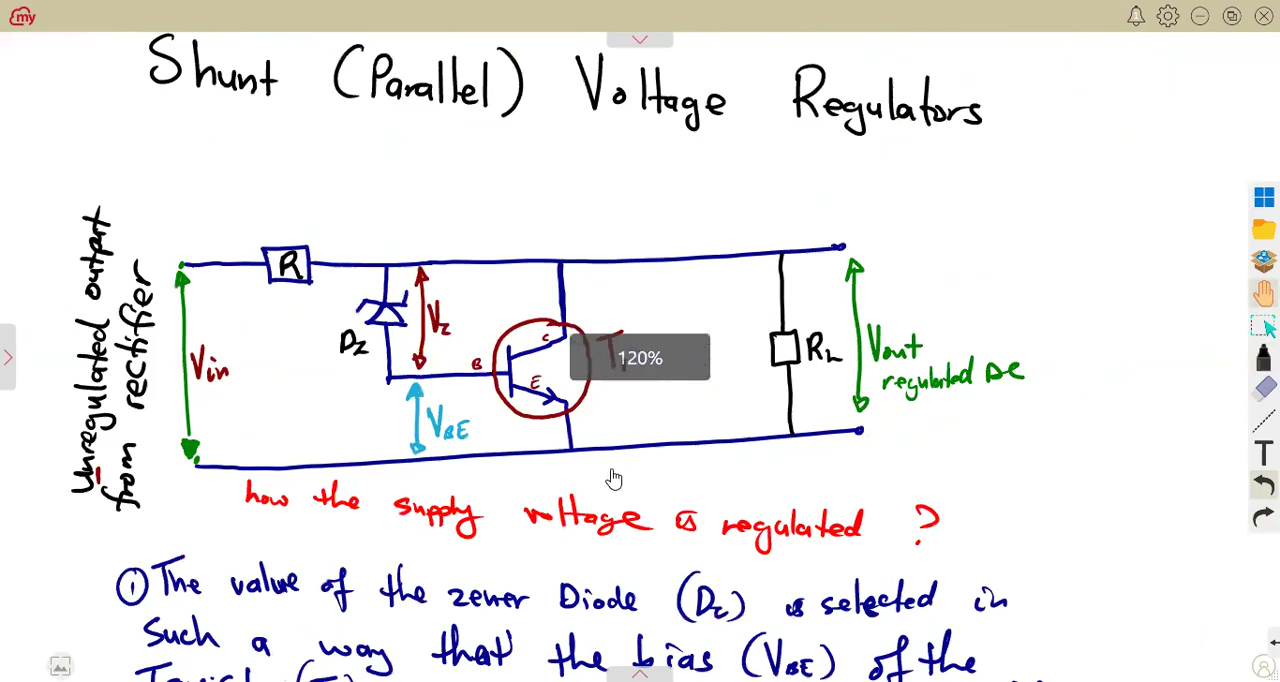 my
Shunt (Parallel) Voltage Regulators
Unregulated output
from rectifier
Vin
R
DZ
VZ
VBE
B
C
E
T
120%
RL
Vout
regulated DC
how the supply voltage is regulated ?
① The value of the zener Diode (DZ) is selected in
such a way that the bias (VBE) of the